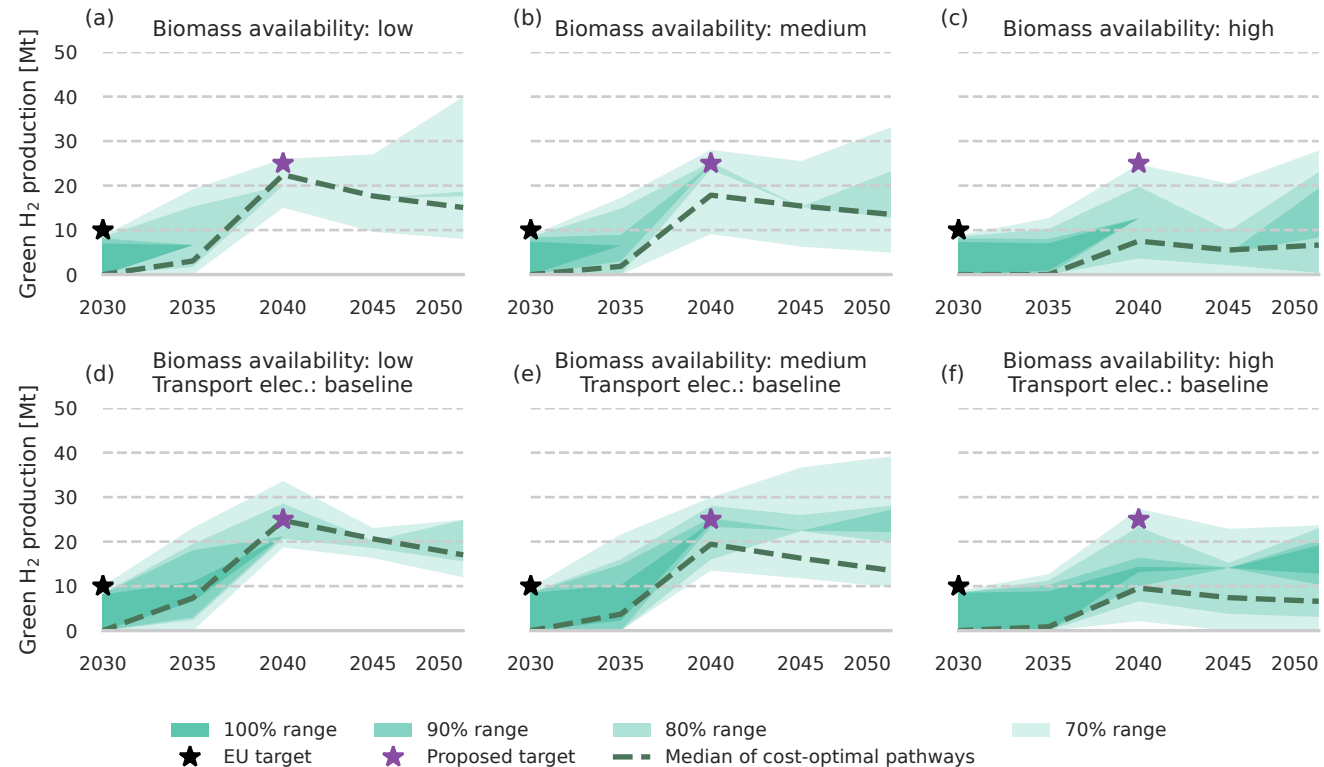 (a)
Biomass availability: low
(b)
Biomass availability: medium
(c)
Biomass availability: high
Green H₂ production [Mt]
50
40
30
20
10
0
2030 2035 2040 2045 2050
2030 2035 2040 2045 2050
2030 2035 2040 2045 2050
(d)
Biomass availability: low
Transport elec.: baseline
(e)
Biomass availability: medium
Transport elec.: baseline
(f)
Biomass availability: high
Transport elec.: baseline
Green H₂ production [Mt]
50
40
30
20
10
0
2030 2035 2040 2045 2050
2030 2035 2040 2045 2050
2030 2035 2040 2045 2050
100% range 90% range 80% range 70% range
EU target Proposed target Median of cost-optimal pathways